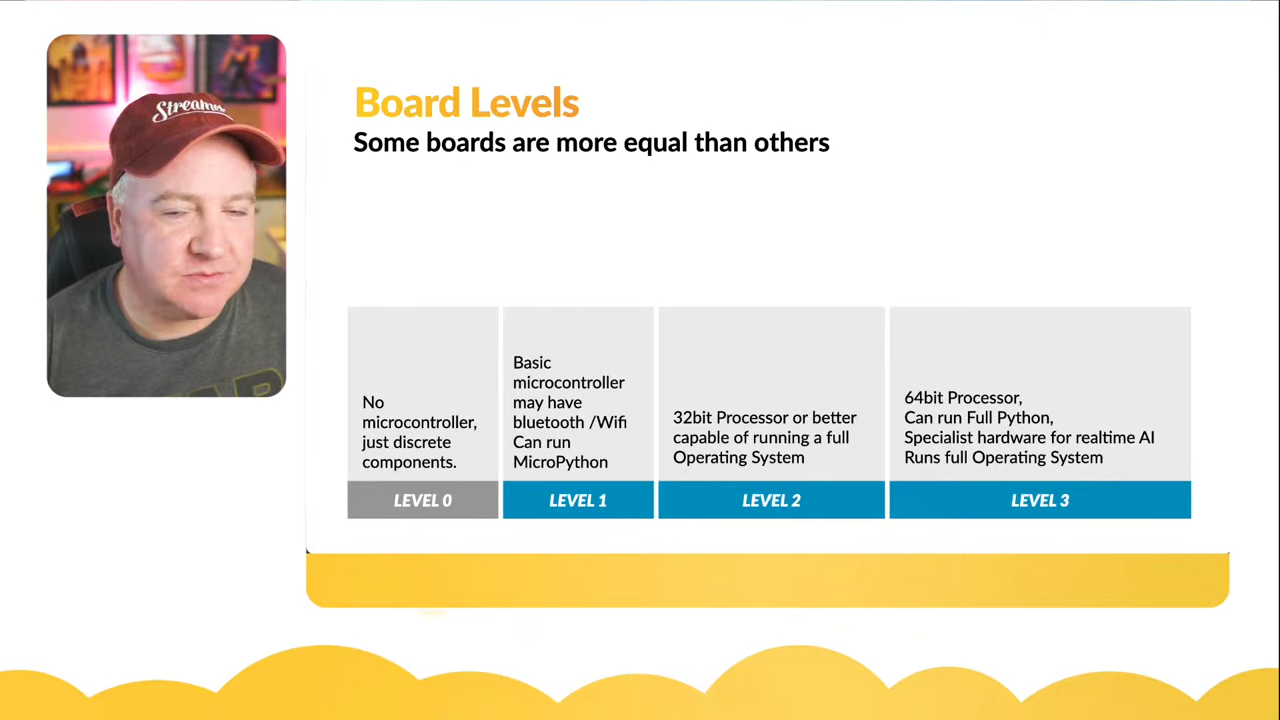 Stream
Board Levels
Some boards are more equal than others
No
microcontroller,
just discrete
components.
LEVEL 0
Basic
microcontroller
may have
bluetooth /Wifi
Can run
MicroPython
LEVEL 1
32bit Processor or better
capable of running a full
Operating System
LEVEL 2
64bit Processor,
Can run Full Python,
Specialist hardware for realtime AI
Runs full Operating System
LEVEL 3